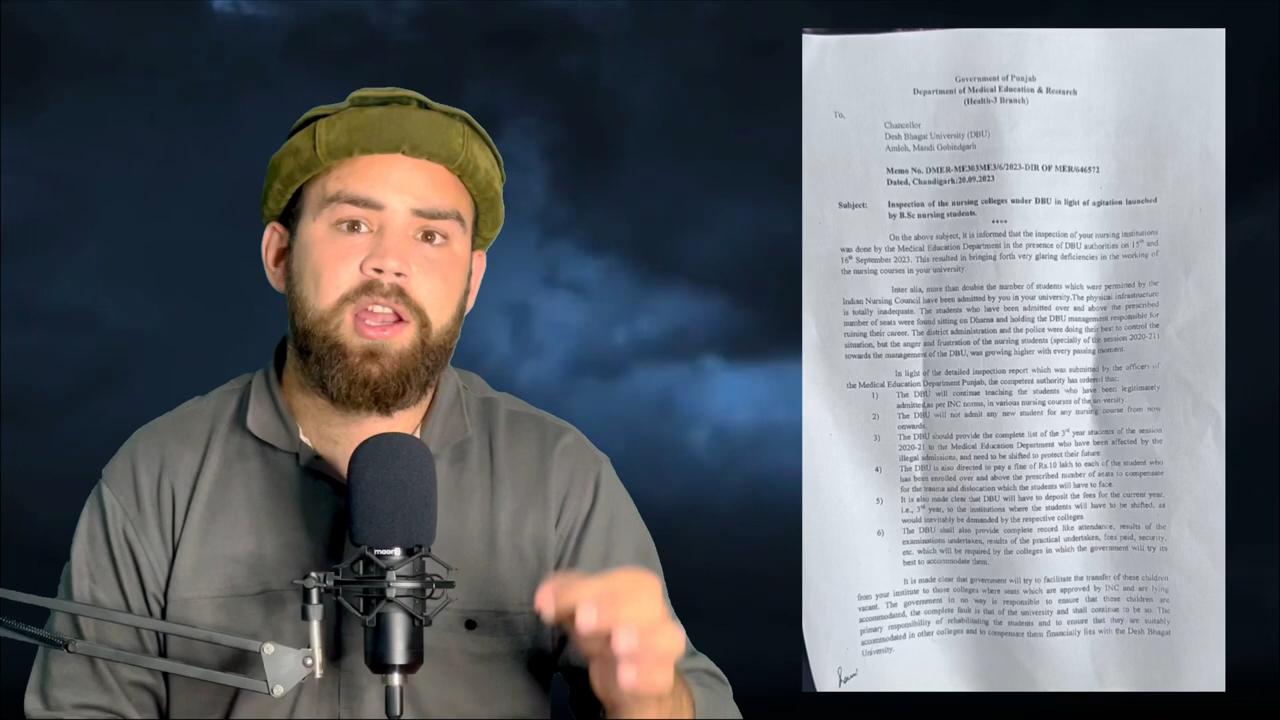 Government of Punjab
Department of Medical Education & Research
(Health-3 Branch)
To,
Chancellor
Desh Bhagat University (DBU)
Amloh, Mandi Gobindgarh
Memo No. DMER-ME303ME3/6/2023-DIR OF MER/646572
Dated, Chandigarh:20.09.2023
Subject: Inspection of the nursing colleges under DBU in light of agitation launched
by B.Sc nursing students.
****
On the above subject, it is informed that the inspection of your nursing institutions
was done by the Medical Education Department in the presence of DBU authorities on 15th and
16th September 2023. This resulted in bringing forth very glaring deficiencies in the working of
the nursing courses in your university.
Inter alia, more than double the number of students which were permitted by the
Indian Nursing Council have been admitted by you in your university.The physical infrastructure
is totally inadequate. The students who have been admitted over and above the prescribed
number of seats were found sitting on Dharna and holding the DBU management responsible for
ruining their career. The district administration and the police were doing their best to control the
situation, but the anger and frustration of the nursing students (specially of the session 2020-21)
towards the management of the DBU, was growing higher with every passing moment.
In light of the detailed inspection report which was submitted by the officers of
the Medical Education Department Punjab, the competent authority has ordered that:
1) The DBU will continue teaching the students who have been legitimately
admitted,as per INC norms, in various nursing courses of the university.
2) The DBU will not admit any new student for any nursing course from now
onwards.
3) The DBU should provide the complete list of the 3rd year students of the session
2020-21 to the Medical Education Department who have been affected by the
illegal admissions, and need to be shifted to protect their future.
4) The DBU is also directed to pay a fine of Rs.10 lakh to each of the student who
has been enrolled over and above the prescribed number of seats to compensate
for the trauma and dislocation which the students will have to face.
5) It is also made clear that DBU will have to deposit the fees for the current year,
i.e., 3rd year, to the institutions where the students will have to be shifted, as
would inevitably be demanded by the respective colleges.
6) The DBU shall also provide complete record like attendance, results of the
examinations undertaken, results of the practical undertaken, fees paid, security,
etc. which will be required by the colleges in which the government will try its
best to accommodate them.
It is made clear that government will try to facilitate the transfer of these children
from your institute to those colleges where seats which are approved by INC and are lying
vacant. The government in no way is responsible to ensure that those children are
accommodated, the complete fault is that of the university and shall continue to be so. The
primary responsibility of rehabilitating the students and to ensure that they are suitably
accommodated in other colleges and to compensate them financially lies with the Desh Bhagat
University.